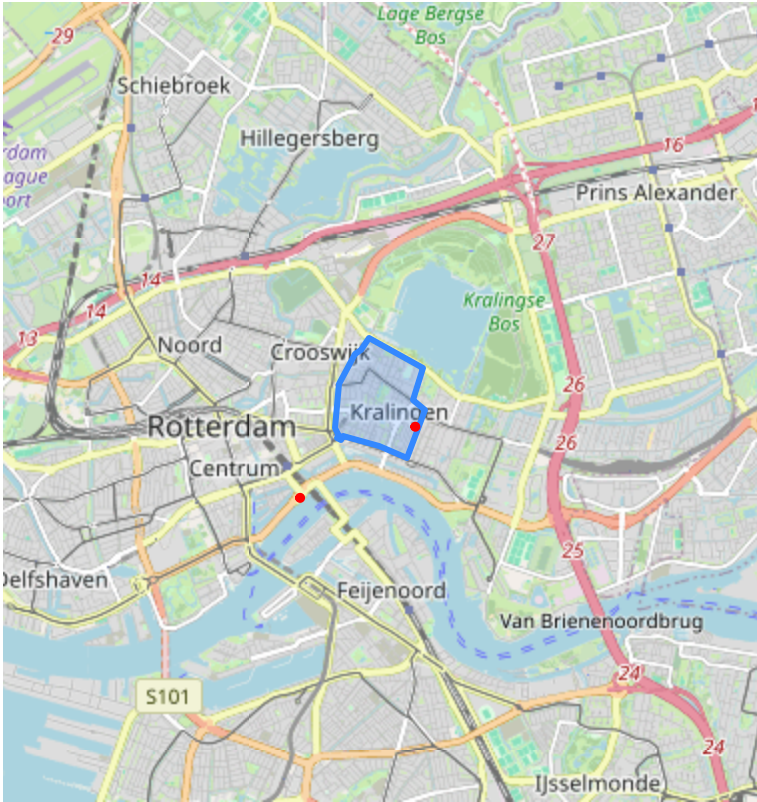 Lage Bergse
Bos
29
Schiebroek
16
Hillegersberg
rdam
ague
port
Prins Alexander
27
14
14
Kralingse
Bos
13
Noord
Crooswijk
26
Kralingen
Rotterdam
26
Centrum
25
Delfshaven
Feijenoord
Van Brienenoordbrug
24
S101
24
IJsselmonde